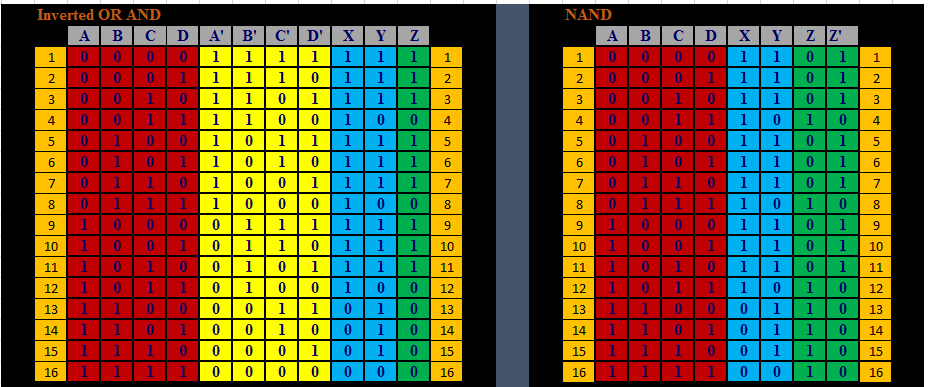 Inverted OR AND NAND
A B C D A' B' C' D' X Y Z A B C D X Y Z Z'
1 0 0 0 0 1 1 1 1 1 1 1 1 1 0 0 0 0 1 1 0 1 1
2 0 0 0 1 1 1 1 0 1 1 1 2 2 0 0 0 1 1 1 0 1 2
3 0 0 1 0 1 1 0 1 1 1 1 3 3 0 0 1 0 1 1 0 1 3
4 0 0 1 1 1 1 0 0 1 0 0 4 4 0 0 1 1 1 0 1 0 4
5 0 1 0 0 1 0 1 1 1 1 1 5 5 0 1 0 0 1 1 0 1 5
6 0 1 0 1 1 0 1 0 1 1 1 6 6 0 1 0 1 1 1 0 1 6
7 0 1 1 0 1 0 0 1 1 1 1 7 7 0 1 1 0 1 1 0 1 7
8 0 1 1 1 1 0 0 0 1 0 0 8 8 0 1 1 1 1 0 1 0 8
9 1 0 0 0 0 1 1 1 1 1 1 9 9 1 0 0 0 1 1 0 1 9
10 1 0 0 1 0 1 1 0 1 1 1 10 10 1 0 0 1 1 1 0 1 10
11 1 0 1 0 0 1 0 1 1 1 1 11 11 1 0 1 0 1 1 0 1 11
12 1 0 1 1 0 1 0 0 1 0 0 12 12 1 0 1 1 1 0 1 0 12
13 1 1 0 0 0 0 1 1 0 1 0 13 13 1 1 0 0 0 1 1 0 13
14 1 1 0 1 0 0 1 0 0 1 0 14 14 1 1 0 1 0 1 1 0 14
15 1 1 1 0 0 0 0 1 0 1 0 15 15 1 1 1 0 0 1 1 0 15
16 1 1 1 1 0 0 0 0 0 0 0 16 16 1 1 1 1 0 0 1 0 16